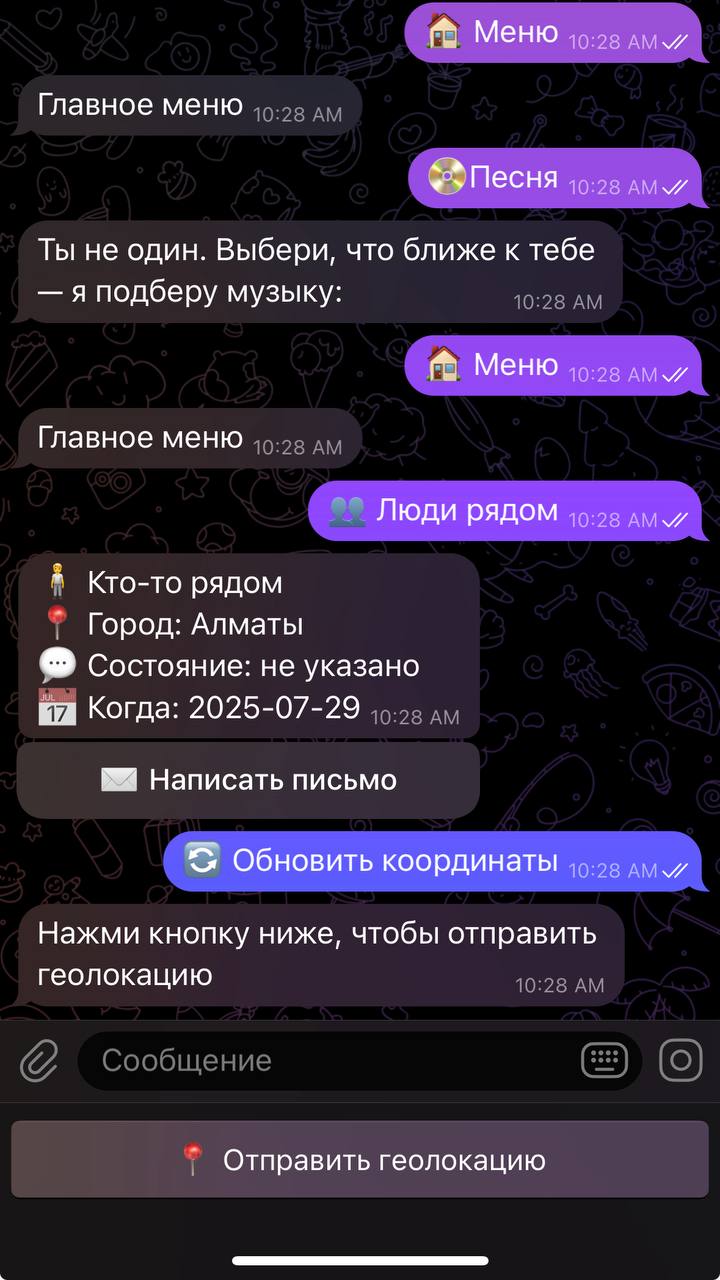 🏠 Меню 10:28 AM
Главное меню 10:28 AM
📀Песня 10:28 AM
Ты не один. Выбери, что ближе к тебе
— я подберу музыку: 10:28 AM
🏠 Меню 10:28 AM
Главное меню 10:28 AM
👥 Люди рядом 10:28 AM
🧍 Кто-то рядом
📍 Город: Алматы
💬 Состояние: не указано
📅 Когда: 2025-07-29 10:28 AM
✉️ Написать письмо
🔄 Обновить координаты 10:28 AM
Нажми кнопку ниже, чтобы отправить
геолокацию 10:28 AM
Сообщение
📍 Отправить геолокацию